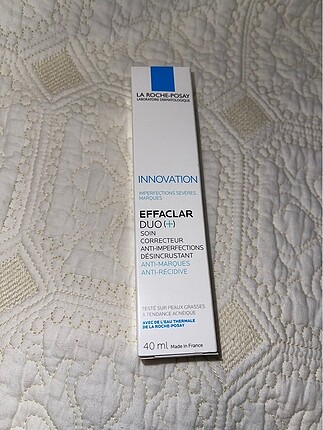 LA ROCHE-POSAY
LABORATOIRE DERMATOLOGIQUE
INNOVATION
IMPERFECTIONS SÉVÈRES,
MARQUES
EFFACLAR
DUO(+)
SOIN
CORRECTEUR
ANTI-IMPERFECTIONS
DÉSINCRUSTANT
ANTI-MARQUES
ANTI-RÉCIDIVE
TESTÉ SUR PEAUX GRASSES
À TENDANCE ACNÉIQUE
AVEC DE L'EAU THERMALE
DE LA ROCHE-POSAY
40 ml Made in France